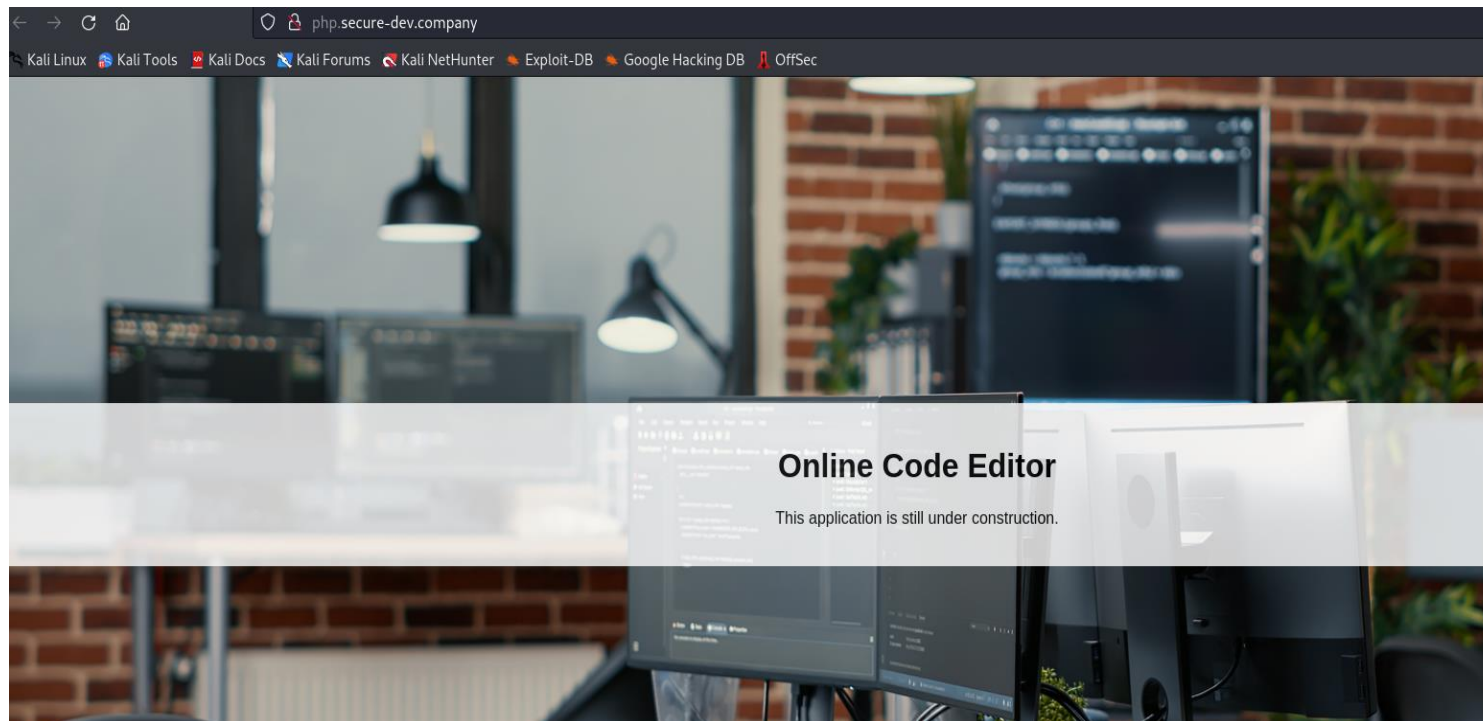 php.secure-dev.company
Kali Linux Kali Tools Kali Docs Kali Forums Kali NetHunter Exploit-DB Google Hacking DB OffSec
Online Code Editor
This application is still under construction.